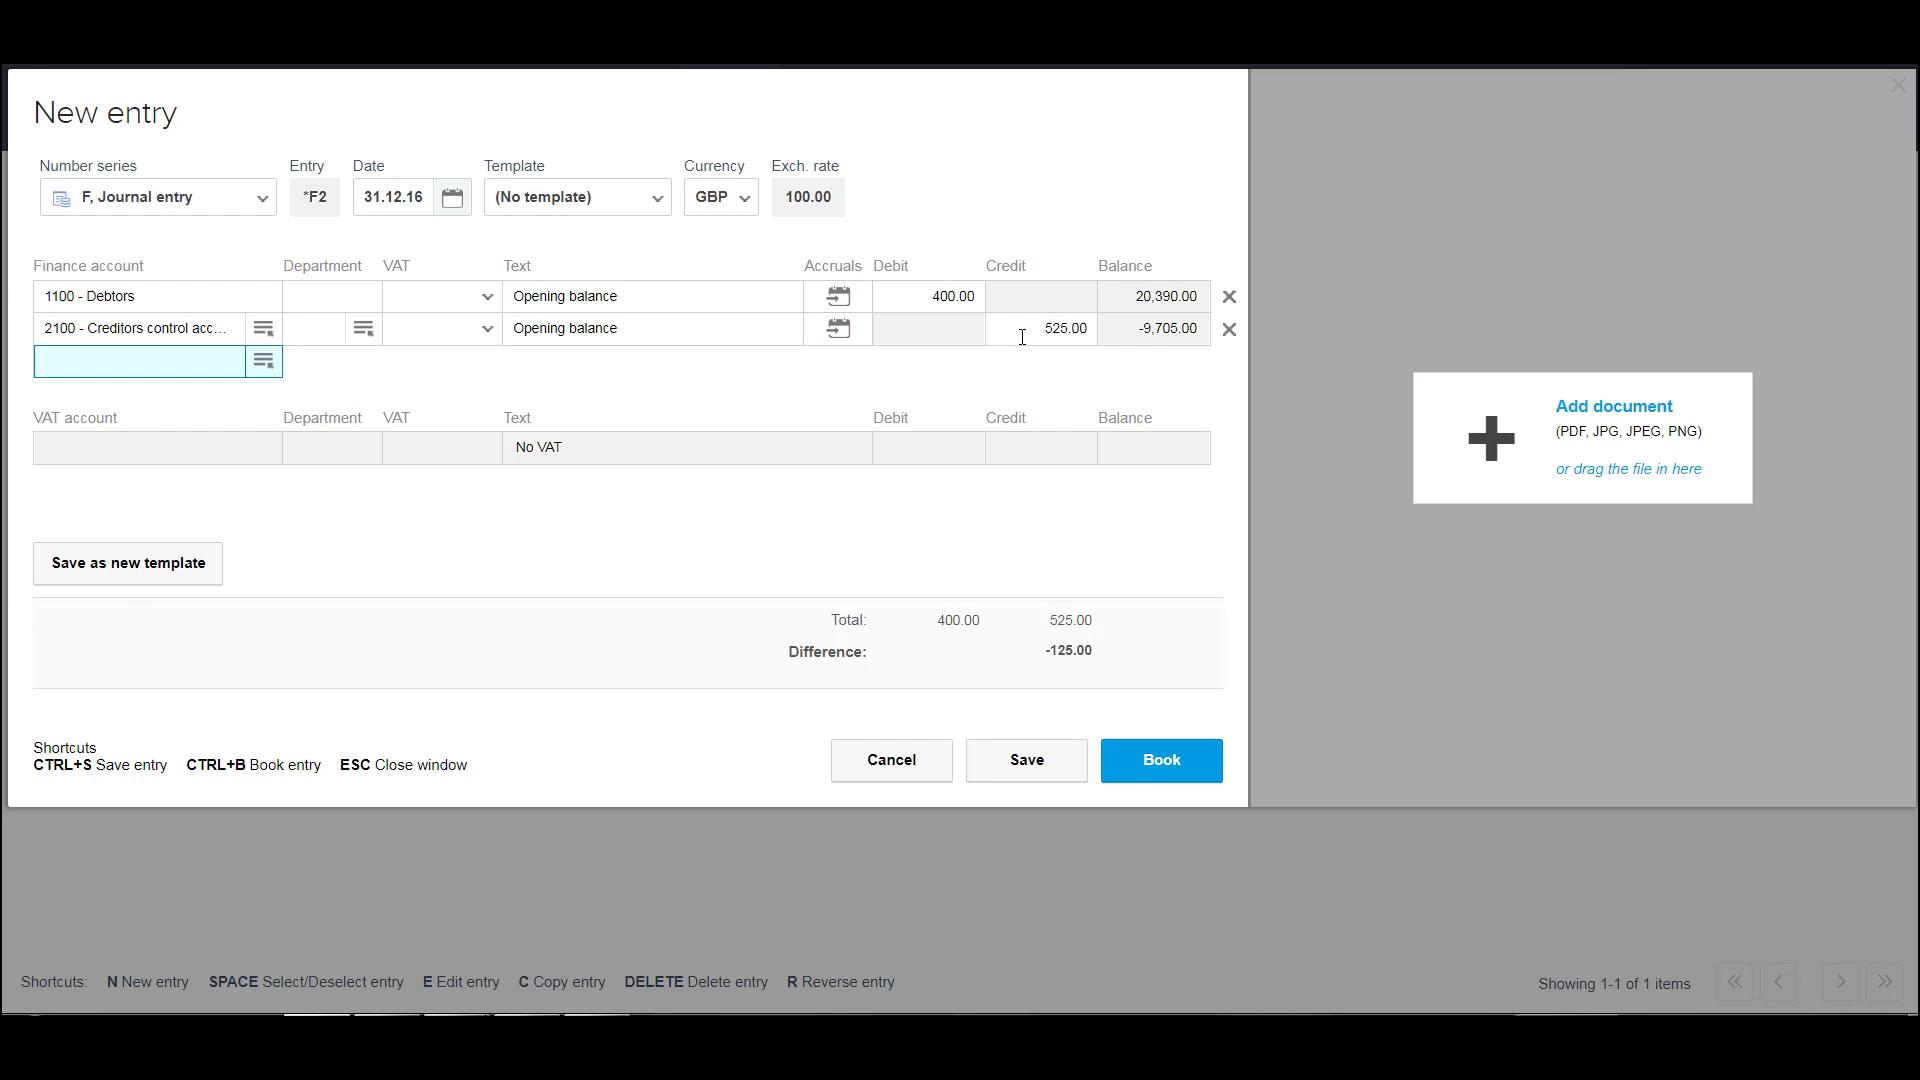 New entry
Number series Entry Date Template Currency Exch. rate
F, Journal entry *F2 31.12.16 (No template) GBP 100.00
Finance account Department VAT Text Accruals Debit Credit Balance
1100 - Debtors Opening balance 400.00 20,390.00
2100 - Creditors control acc... Opening balance 525.00 -9,705.00
VAT account Department VAT Text Debit Credit Balance
No VAT
Save as new template
Total: 400.00 525.00
Difference: -125.00
Shortcuts
CTRL+S Save entry CTRL+B Book entry ESC Close window
Cancel Save Book
Add document
(PDF, JPG, JPEG, PNG)
or drag the file in here
Shortcuts: N New entry SPACE Select/Deselect entry E Edit entry C Copy entry DELETE Delete entry R Reverse entry
Showing 1-1 of 1 items